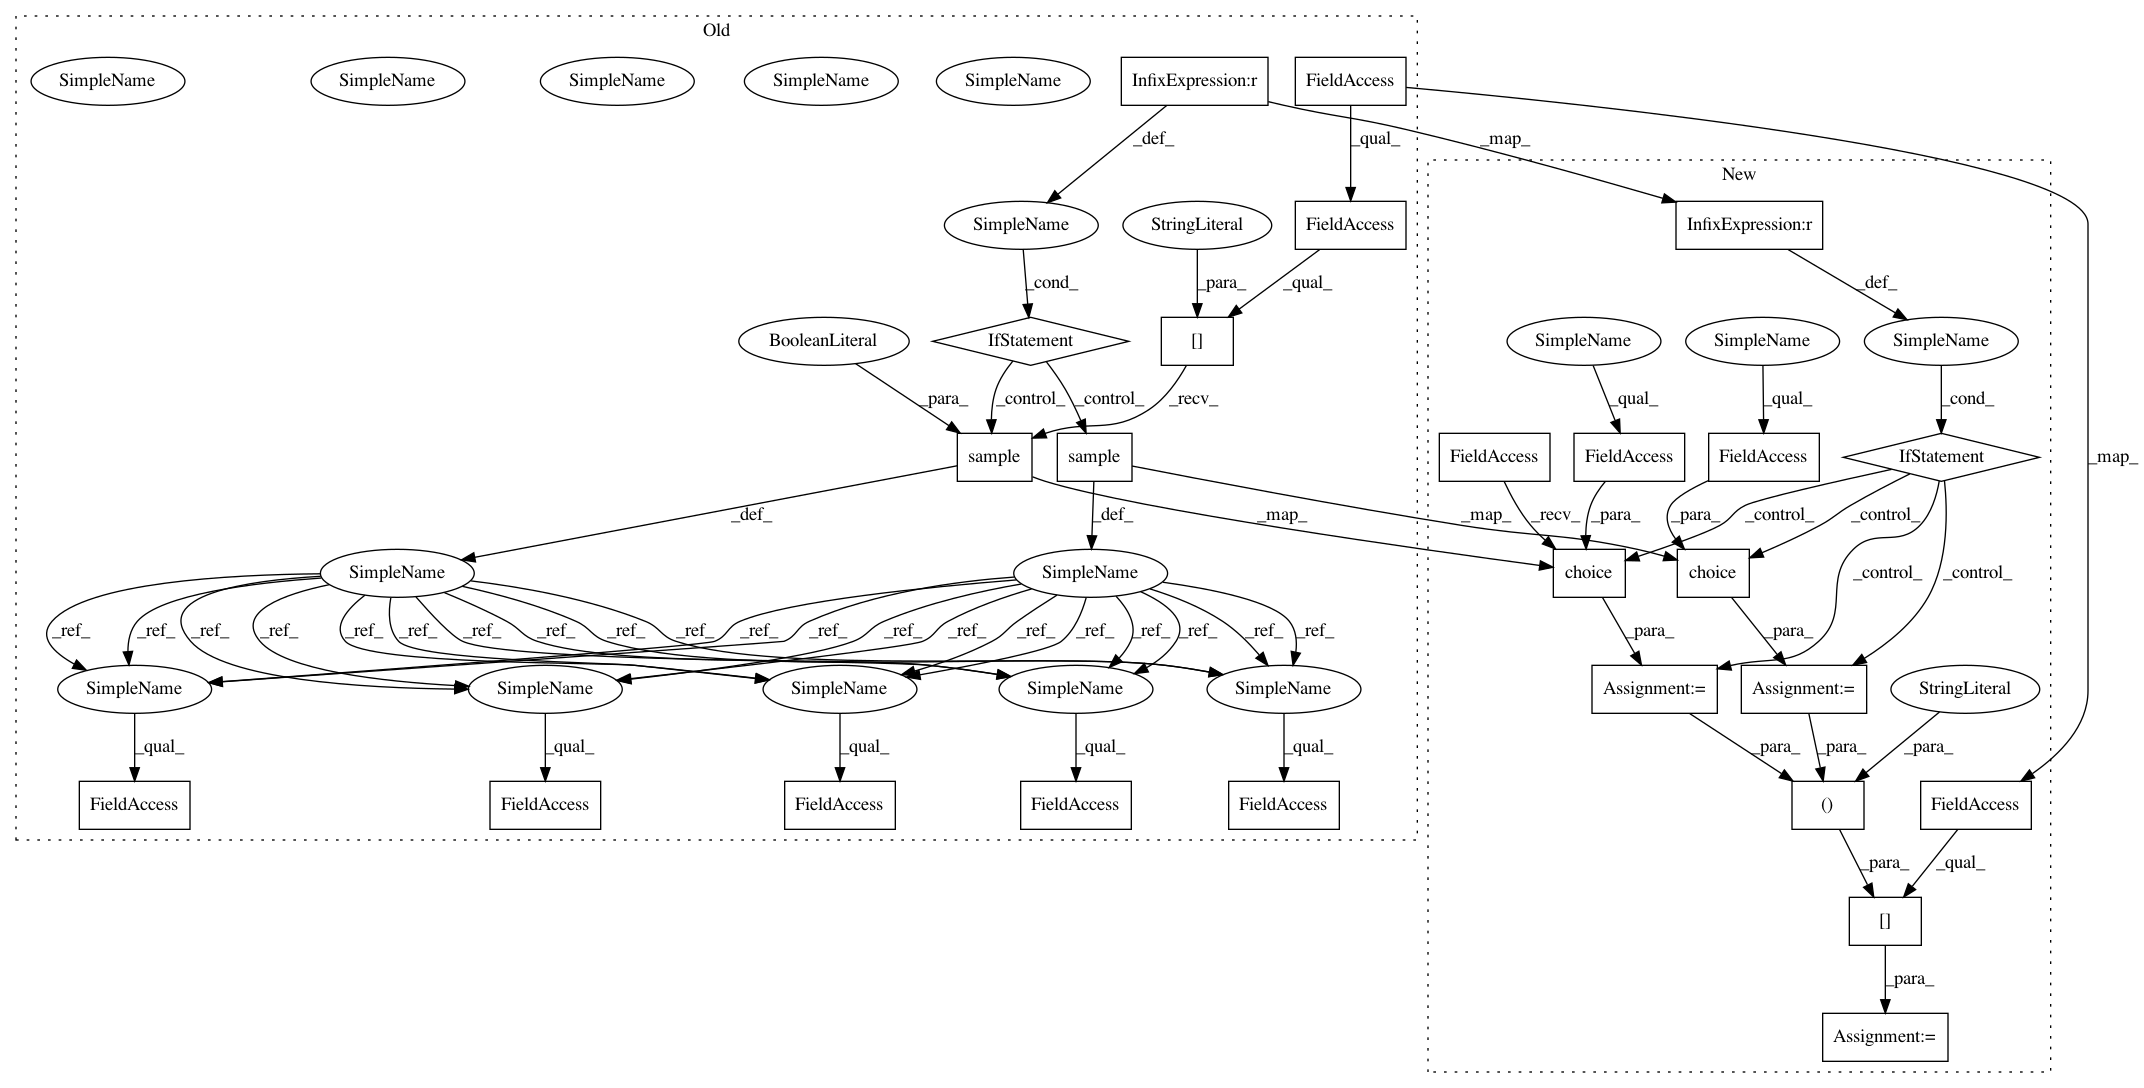 Old
SimpleName SimpleName SimpleName SimpleName SimpleName InfixExpression:r FieldAccess
_def_ _qual_ _map_
New
SimpleName StringLiteral FieldAccess InfixExpression:r
_cond_ _para_ _qual_ _def_
BooleanLiteral IfStatement [] SimpleName SimpleName SimpleName
_para_ _control_ _control_ _recv_ _qual_ _qual_ _cond_
sample sample FieldAccess FieldAccess FieldAccess IfStatement _map_
_def_ _def_ _map_ _map_ _recv_ _para_ _para_ _control_ _control_
SimpleName SimpleName choice choice _control_ _control_
_ref_ _ref_ _ref_ _ref_ _ref_ _ref_ _ref_ _ref_ _ref_ _ref_ _ref_ _ref_ _ref_ _ref_ _ref_ _ref_ _ref_ _ref_ _ref_ _ref_ _para_ _para_
SimpleName SimpleName SimpleName SimpleName SimpleName Assignment:= Assignment:= StringLiteral
_qual_ _qual_ _qual_ _qual_ _qual_ _para_ _para_ _para_
FieldAccess FieldAccess FieldAccess FieldAccess FieldAccess () FieldAccess
_para_ _qual_
[]
_para_
Assignment:=